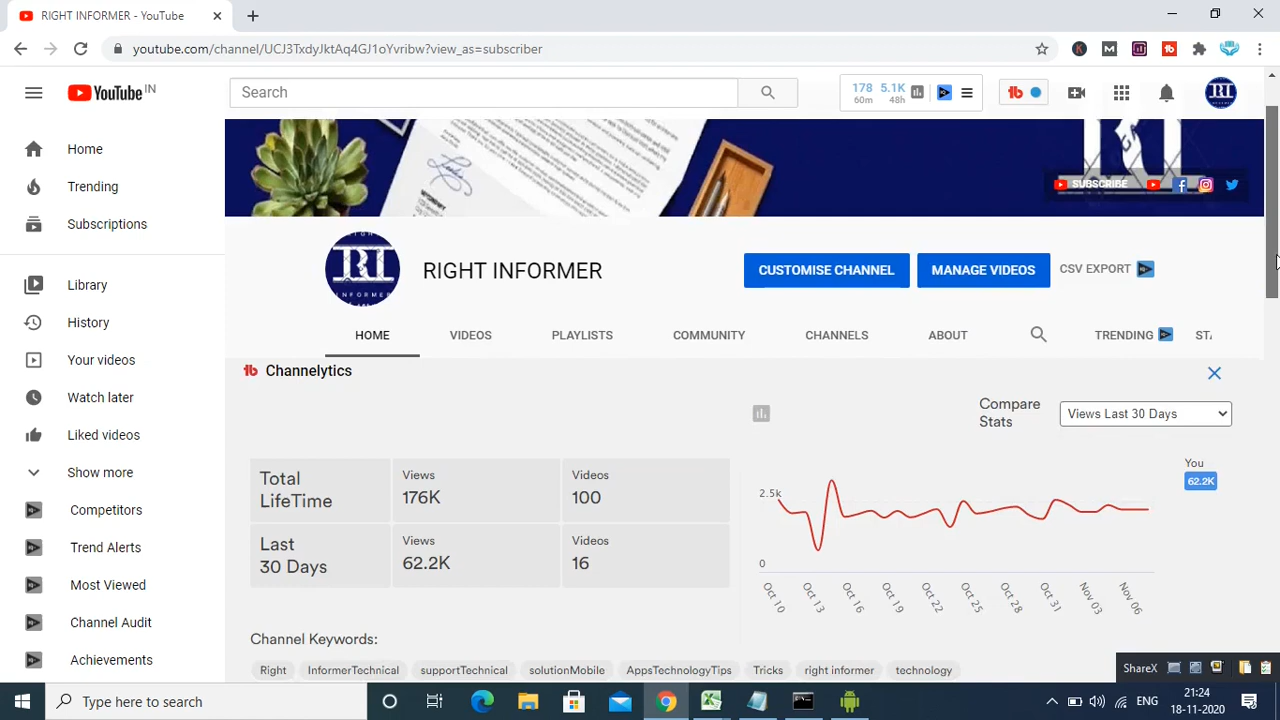 RIGHT INFORMER - YouTube
youtube.com/channel/UCJ3TxdyJktAq4GJ1oYvribw?view_as=subscriber
YouTube IN
Search
178 5.1K
60m 48h
Home
Trending
Subscriptions
Library
History
Your videos
Watch later
Liked videos
Show more
Competitors
Trend Alerts
Most Viewed
Channel Audit
Achievements
SUBSCRIBE
RI
INFORMER
RIGHT INFORMER
CUSTOMISE CHANNEL
MANAGE VIDEOS
CSV EXPORT
HOME VIDEOS PLAYLISTS COMMUNITY CHANNELS ABOUT TRENDING STA
tb Channelytics
Compare Stats
Views Last 30 Days
Total LifeTime
Views
176K
Videos
100
Last 30 Days
Views
62.2K
Videos
16
2.5k
0
Oct 10 Oct 13 Oct 16 Oct 19 Oct 22 Oct 25 Oct 28 Oct 31 Nov 03 Nov 06
You
62.2K
Channel Keywords:
Right InformerTechnical supportTechnical solutionMobile AppsTechnologyTips Tricks right informer technology
ShareX
Type here to search
ENG
21:24
18-11-2020